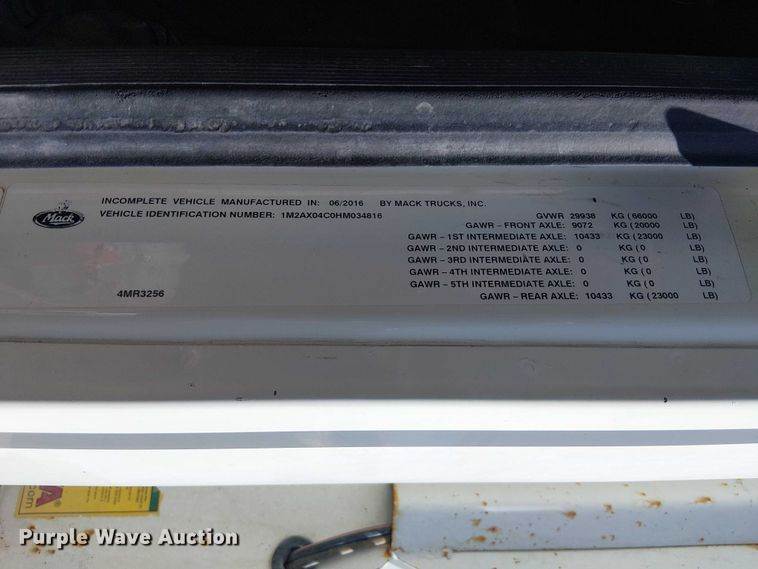 Mack
INCOMPLETE VEHICLE MANUFACTURED IN: 06/2016 BY MACK TRUCKS, INC.
VEHICLE IDENTIFICATION NUMBER: 1M2AX04C0HM034816
GVWR 29938 KG (66000 LB)
GAWR - FRONT AXLE: 9072 KG (20000 LB)
GAWR - 1ST INTERMEDIATE AXLE: 10433 KG (23000 LB)
GAWR - 2ND INTERMEDIATE AXLE: 0 KG (0 LB)
GAWR - 3RD INTERMEDIATE AXLE: 0 KG (0 LB)
GAWR - 4TH INTERMEDIATE AXLE: 0 KG (0 LB)
GAWR - 5TH INTERMEDIATE AXLE: 0 KG (0 LB)
GAWR - REAR AXLE: 10433 KG (23000 LB)
4MR3256
A
.com
Purple Wave Auction